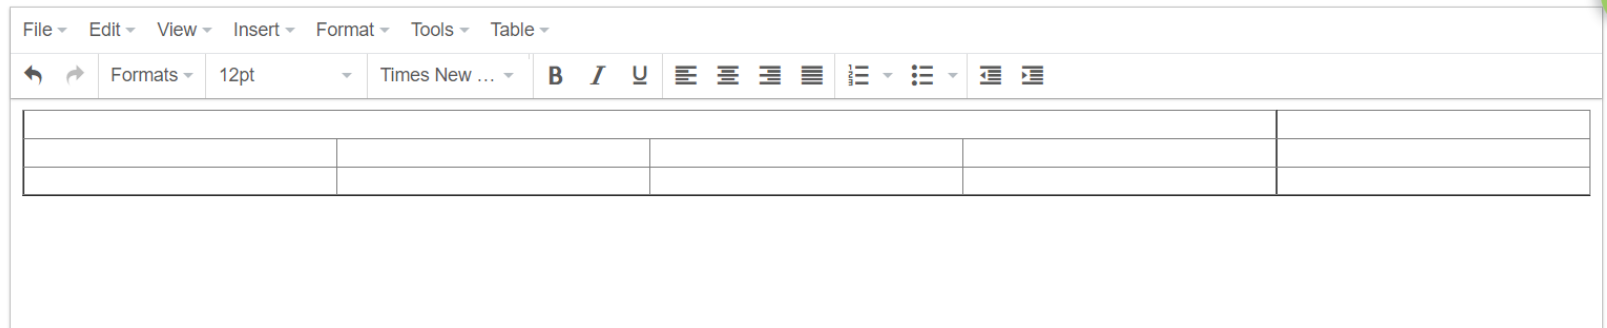 File Edit View Insert Format Tools Table
Formats 12pt Times New ... B I U